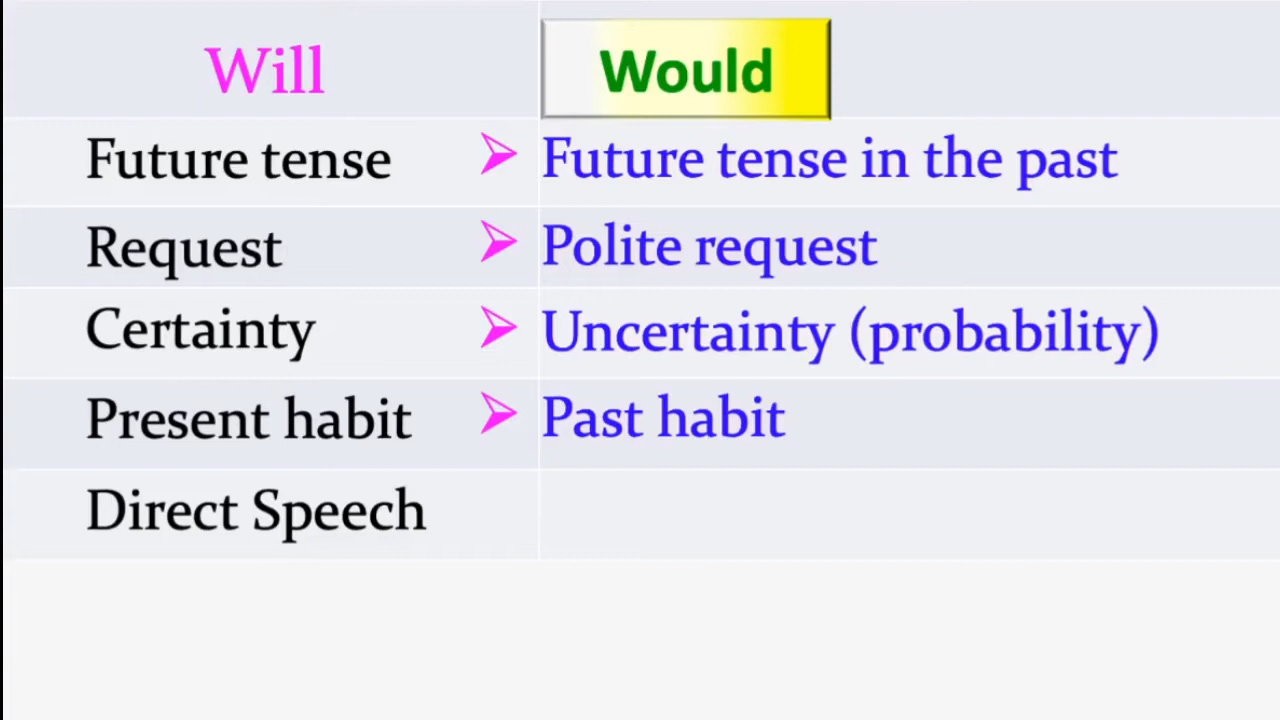 Will Would
Future tense ➢ Future tense in the past
Request ➢ Polite request
Certainty ➢ Uncertainty (probability)
Present habit ➢ Past habit
Direct Speech